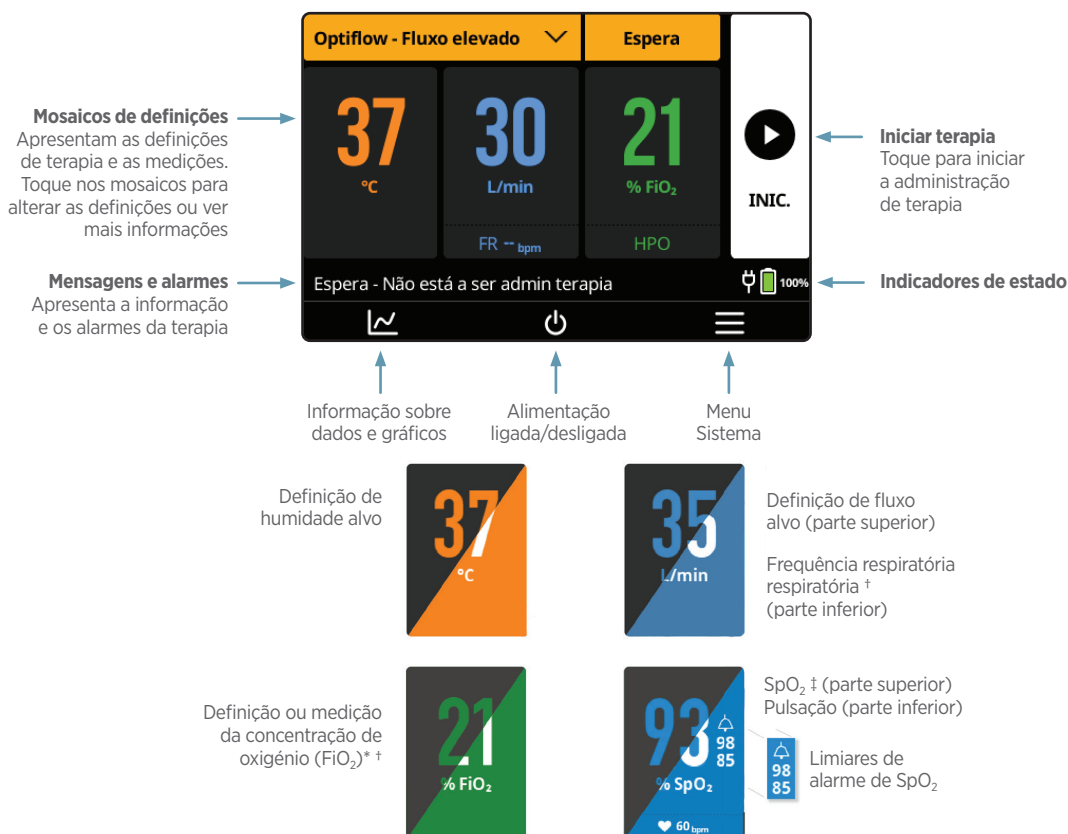 Optiflow - Fluxo elevado
Espera
37
°C
30
L/min
FR -- bpm
21
% FiO₂
HPO
INIC.
Espera - Não está a ser admin terapia
100%
Mosaicos de definições
Apresentam as definições
de terapia e as medições.
Toque nos mosaicos para
alterar as definições ou ver
mais informações
Mensagens e alarmes
Apresenta a informação
e os alarmes da terapia
Iniciar terapia
Toque para iniciar
a administração
de terapia
Indicadores de estado
Informação sobre
dados e gráficos
Alimentação
ligada/desligada
Menu
Sistema
Definição de
humidade alvo
37
°C
35
L/min
Definição de fluxo
alvo (parte superior)
Frequência respiratória
respiratória †
(parte inferior)
Definição ou medição
da concentração de
oxigénio (FiO₂)* †
21
% FiO₂
93
98
85
% SpO₂
60 bpm
SpO₂ ‡ (parte superior)
Pulsação (parte inferior)
98
85
Limiares de
alarme de SpO₂